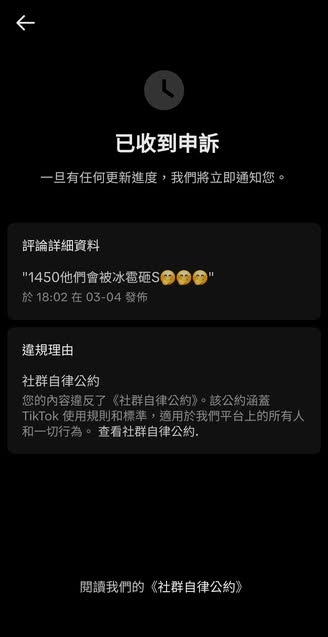 已收到申訴
一旦有任何更新進度，我們將立即通知您。
評論詳細資料
"1450他們會被冰雹砸S🤭🤭🤭"
於 18:02 在 03-04 發佈
違規理由
社群自律公約
您的內容違反了《社群自律公約》。該公約涵蓋
TikTok 使用規則和標準，適用於我們平台上的所有人
和一切行為。 查看社群自律公約.
閱讀我們的《社群自律公約》